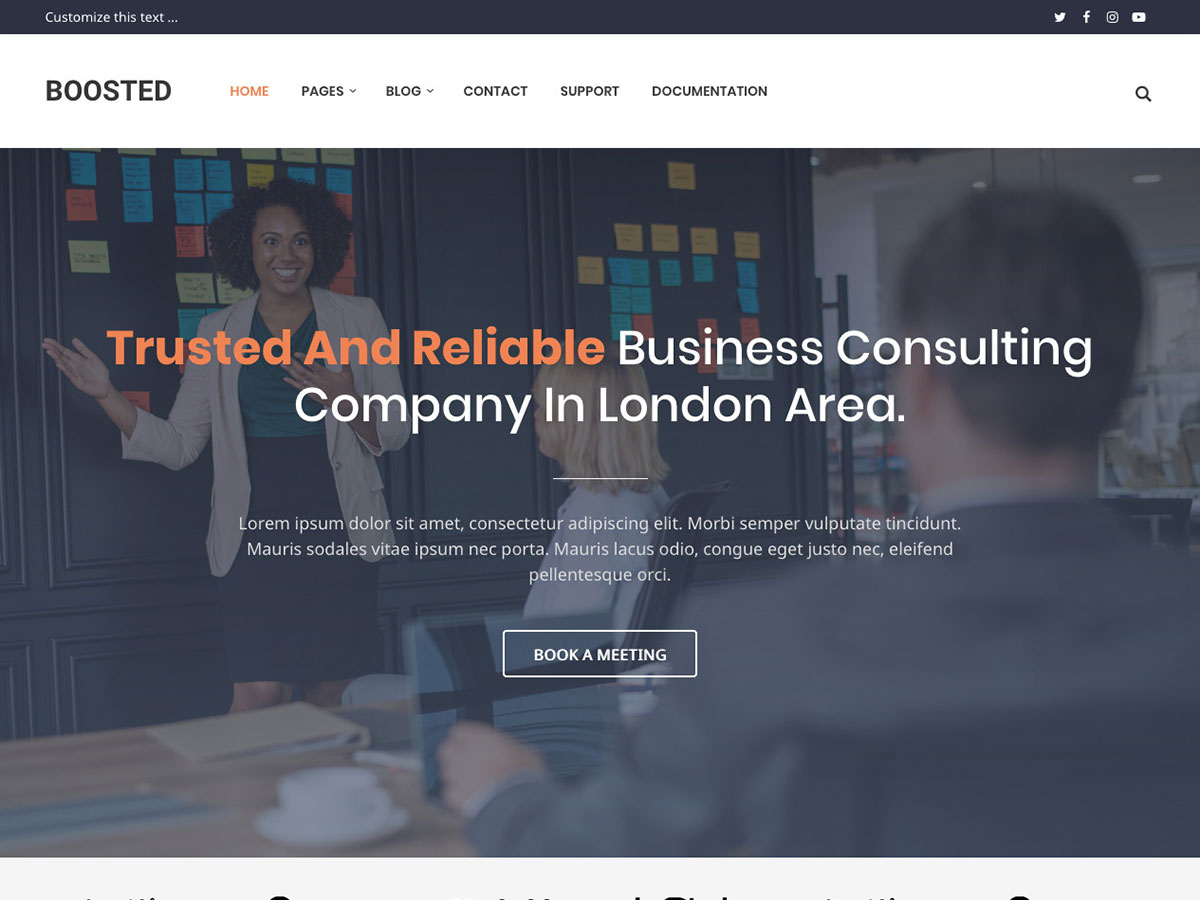 Customize this text ...
BOOSTED
HOME
PAGES
BLOG
CONTACT
SUPPORT
DOCUMENTATION
Trusted And Reliable Business Consulting
Company In London Area.
Lorem ipsum dolor sit amet, consectetur adipiscing elit. Morbi semper vulputate tincidunt.
Mauris sodales vitae ipsum nec porta. Mauris lacus odio, congue eget justo nec, eleifend
pellentesque orci.
BOOK A MEETING